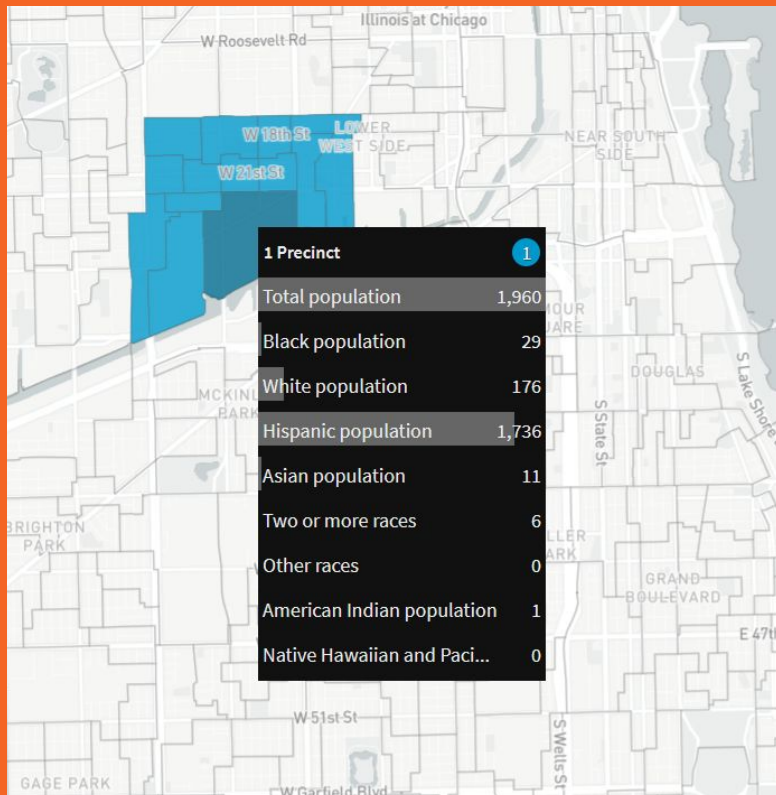 Illinois at Chicago
W Roosevelt Rd
W 18th St
LOWER
WEST SIDE
NEAR SOUTH
SIDE
W 21st St
1 Precinct 1
Total population 1,960
Black population 29
White population 176
Hispanic population 1,736
Asian population 11
Two or more races 6
Other races 0
American Indian population 1
Native Hawaiian and Paci... 0
DOUGLAS
S Lake Shore
S State St
PARK
BRIGHTON
PARK
GRAND
BOULEVARD
E 47th
W 51st St
S Wells St
GAGE PARK
W Garfield Blvd